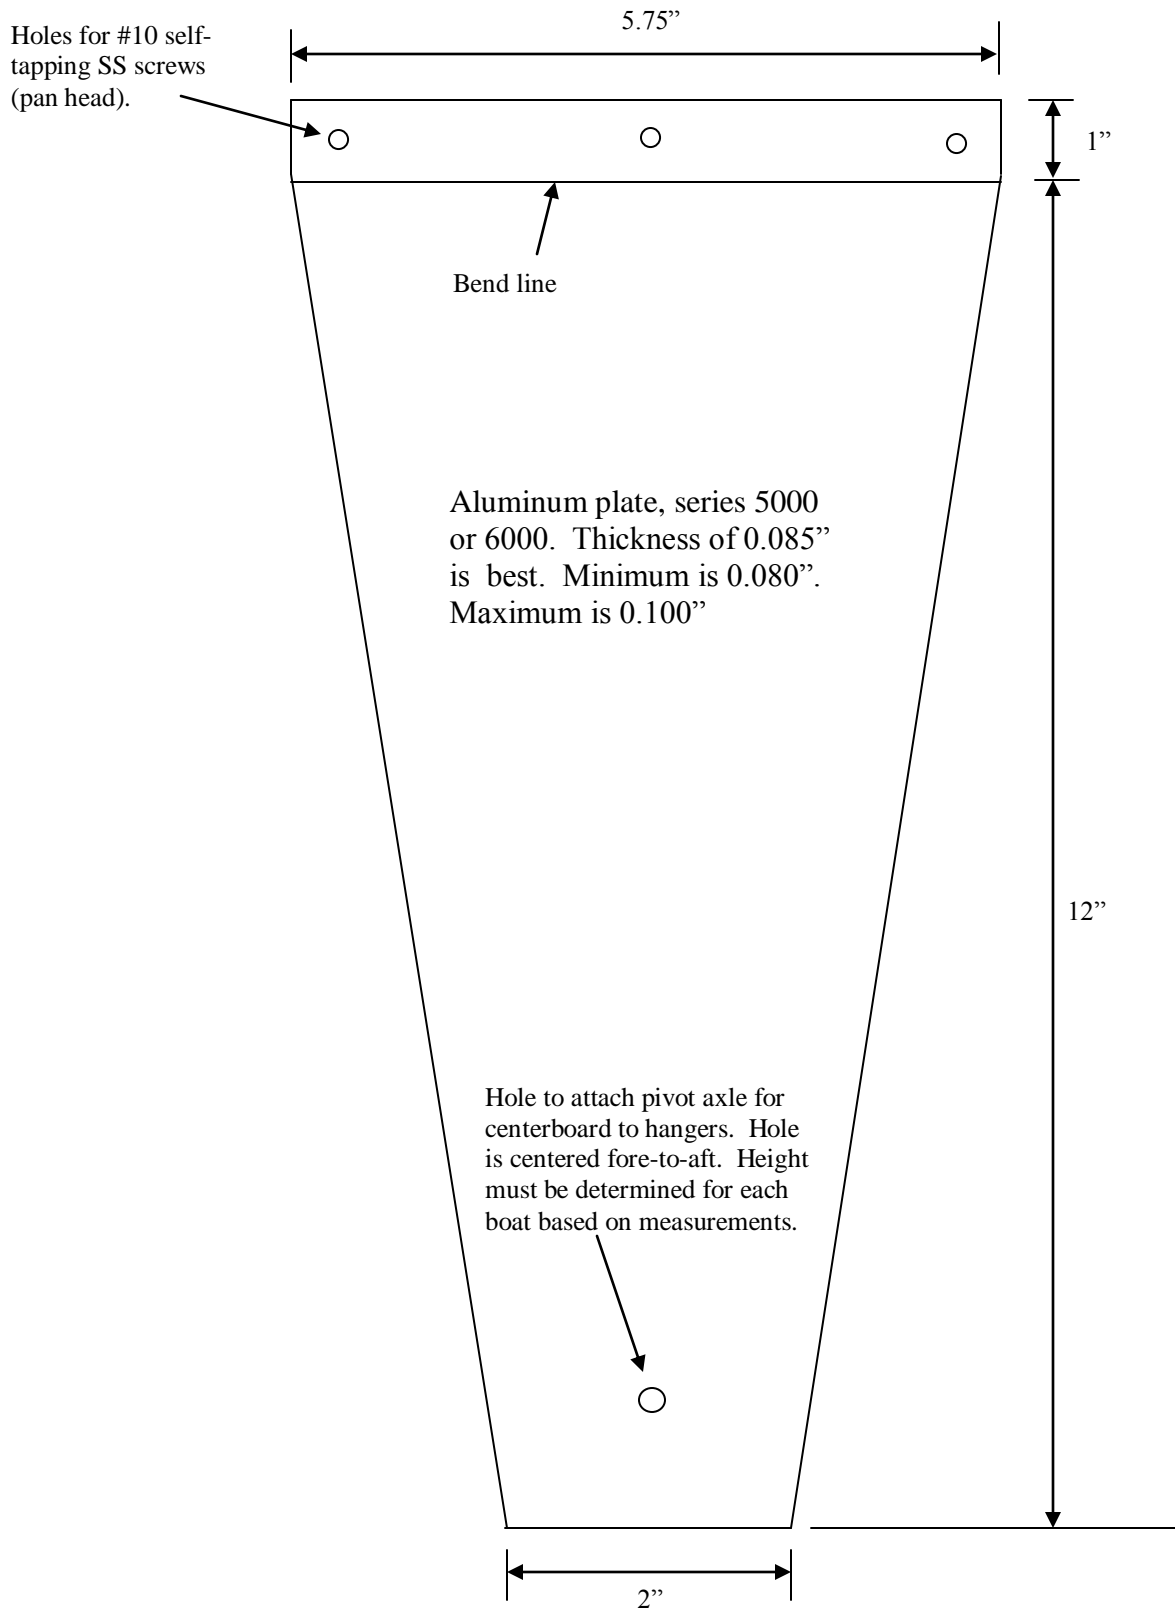 5.75”
Holes for #10 self-
tapping SS screws
(pan head).
1”
Bend line
Aluminum plate, series 5000
or 6000.  Thickness of 0.085”
is  best.  Minimum is 0.080”.
Maximum is 0.100”
12”
Hole to attach pivot axle for
centerboard to hangers.  Hole
is centered fore-to-aft.  Height
must be determined for each
boat based on measurements.
2”